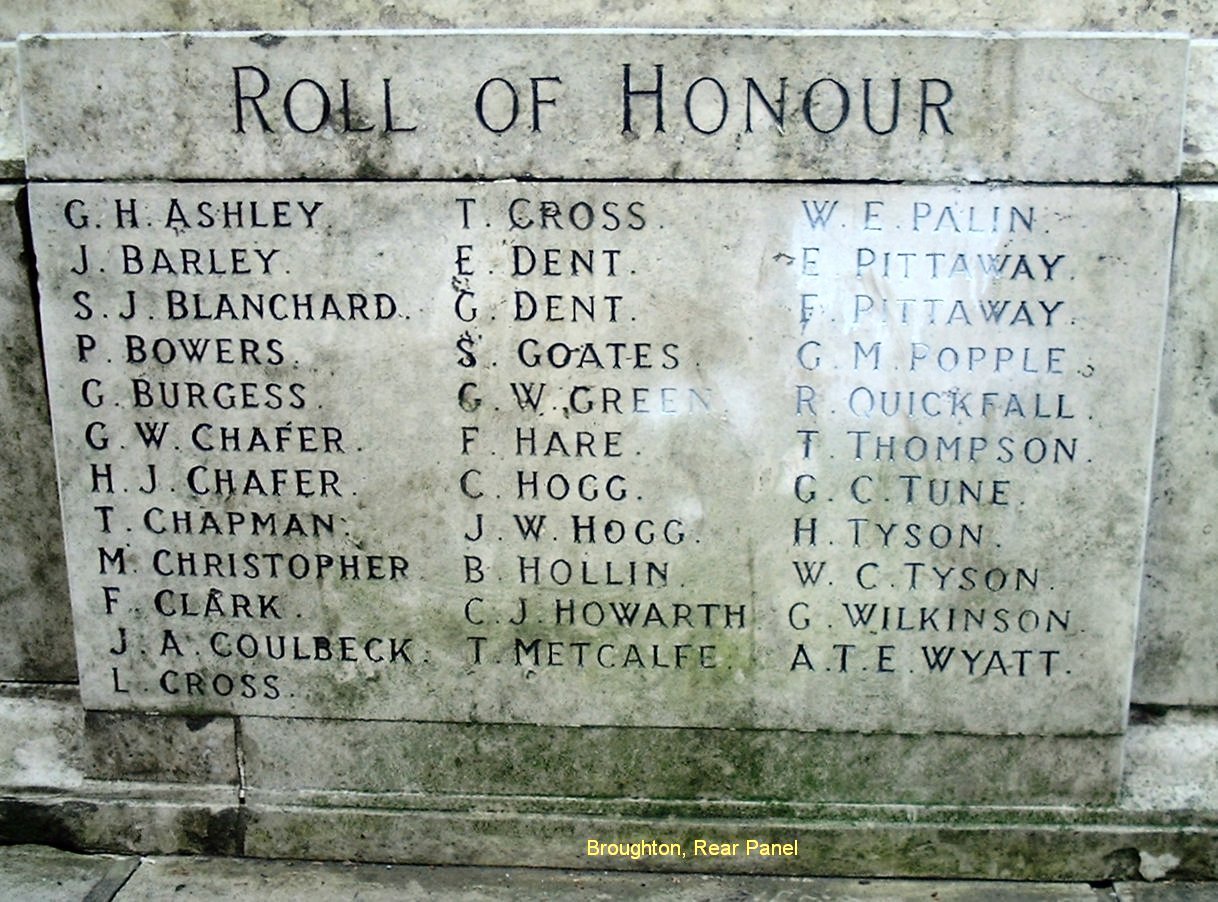 ROLL OF HONOUR
G. H. ASHLEY.
J. BARLEY.
S. J. BLANCHARD.
P. BOWERS.
G. BURGESS.
G. W. CHAFER.
H. J. CHAFER.
T. CHAPMAN.
M. CHRISTOPHER.
F. CLARK.
J. A. COULBECK.
L. CROSS.
T. CROSS.
E. DENT.
G. DENT.
S. GOATES.
G. W. GREEN.
F. HARE.
C. HOGG.
J. W. HOGG.
B. HOLLIN.
C. J. HOWARTH.
T. METCALFE.
W. E. PALIN.
E. PITTAWAY.
F. PITTAWAY.
G. M. POPPLE.
R. QUICKFALL.
T. THOMPSON.
G. C. TUNE.
H. TYSON.
W. C. TYSON.
G. WILKINSON.
A. T. E. WYATT.
Broughton, Rear Panel